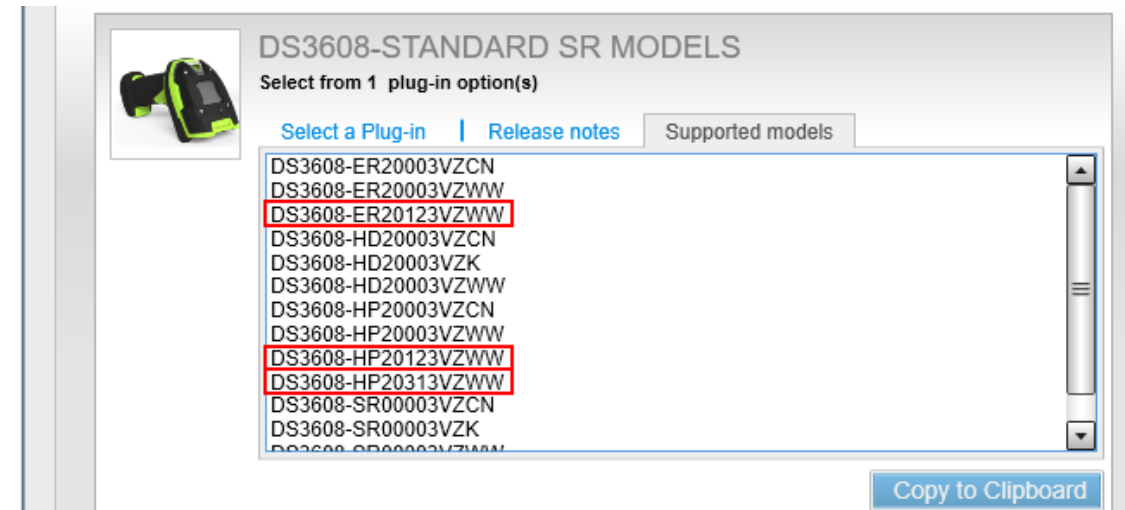 DS3608-STANDARD SR MODELS
Select from 1 plug-in option(s)
Select a Plug-in | Release notes Supported models
DS3608-ER20003VZCN
DS3608-ER20003VZWW
DS3608-ER20123VZWW
DS3608-HD20003VZCN
DS3608-HD20003VZK
DS3608-HD20003VZWW
DS3608-HP20003VZCN
DS3608-HP20003VZWW
DS3608-HP20123VZWW
DS3608-HP20313VZWW
DS3608-SR00003VZCN
DS3608-SR00003VZK
Copy to Clipboard